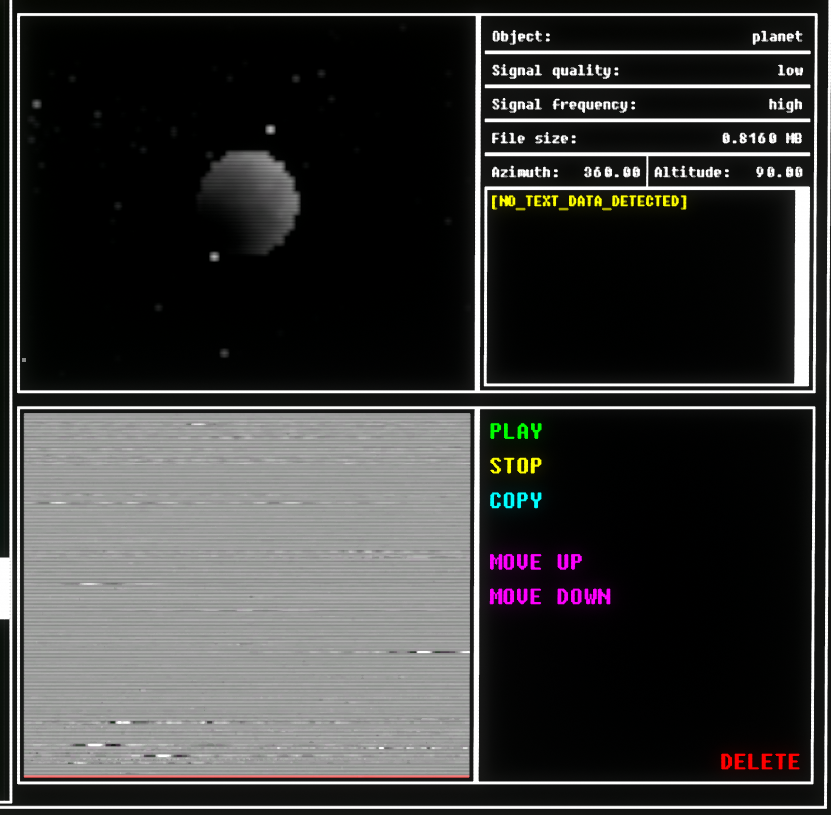 Object: planet
Signal quality: low
Signal frequency: high
File size: 0.8160 MB
Azimuth: 360.00 Altitude: 90.00
[NO_TEXT_DATA_DETECTED]
PLAY
STOP
COPY
MOVE UP
MOVE DOWN
DELETE